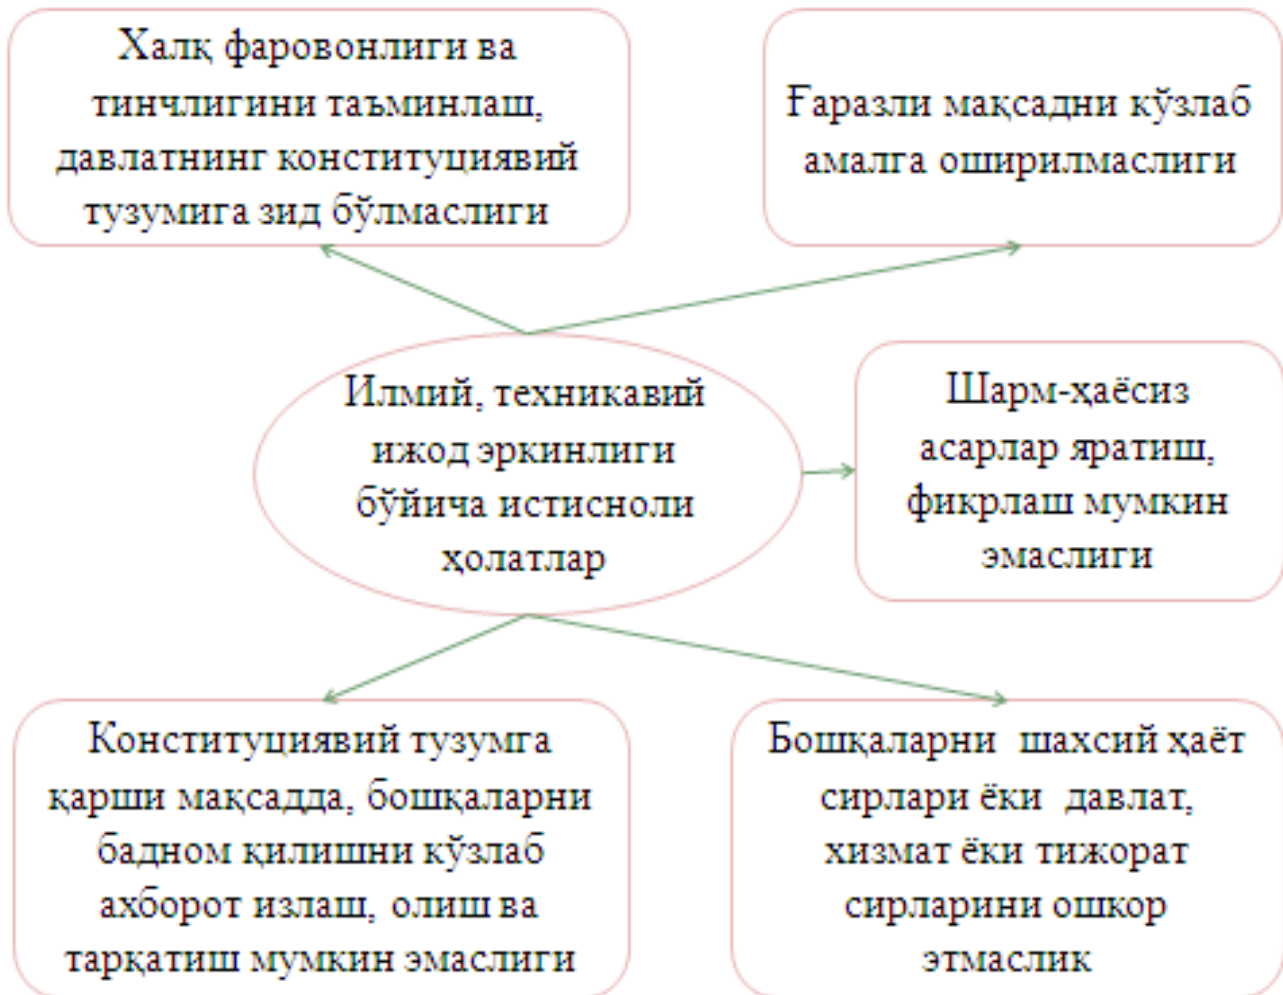 Халқ фаровонлиги ва
тинчлигини таъминлаш,
давлатнинг конституциявий
тузумига зид бўлмаслиги
Ғаразли мақсадни кўзлаб
амалга оширилмаслиги
Илмий, техникавий
ижод эркинлиги
бўйича истисноли
ҳолатлар
Шарм-ҳаёсиз
асарлар яратиш,
фикрлаш мумкин
эмаслиги
Конституциявий тузумга
қарши мақсадда, бошқаларни
бадном қилишни кўзлаб
ахборот излаш, олиш ва
тарқатиш мумкин эмаслиги
Бошқаларни шахсий ҳаёт
сирлари ёки давлат,
хизмат ёки тижорат
сирларини ошкор
этмаслик